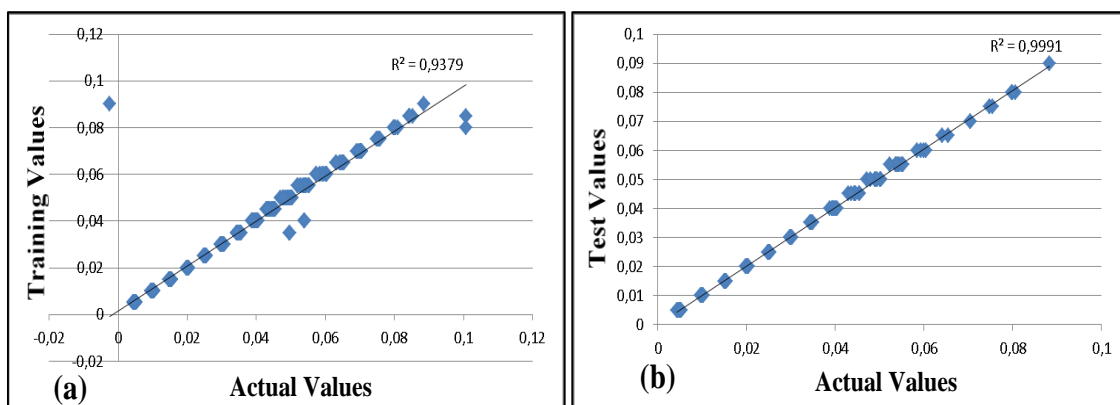 0,12
R² = 0,9379
0,1
0,08
0,06
0,04
0,02
0
-0,02
-0,02 0 0,02 0,04 0,06 0,08 0,1 0,12
Training Values
(a)
Actual Values
0,1
R² = 0,9991
0,09
0,08
0,07
0,06
0,05
0,04
0,03
0,02
0,01
0
0 0,02 0,04 0,06 0,08 0,1
Test Values
(b)
Actual Values